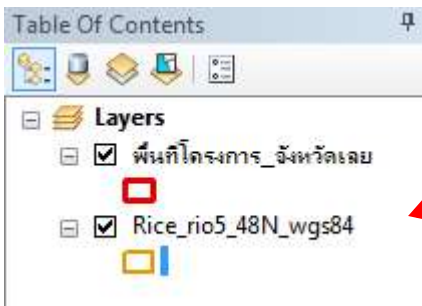 Table Of Contents
Layers
พื้นที่โครงการ_จังหวัดเลย
Rice_rio5_48N_wgs84